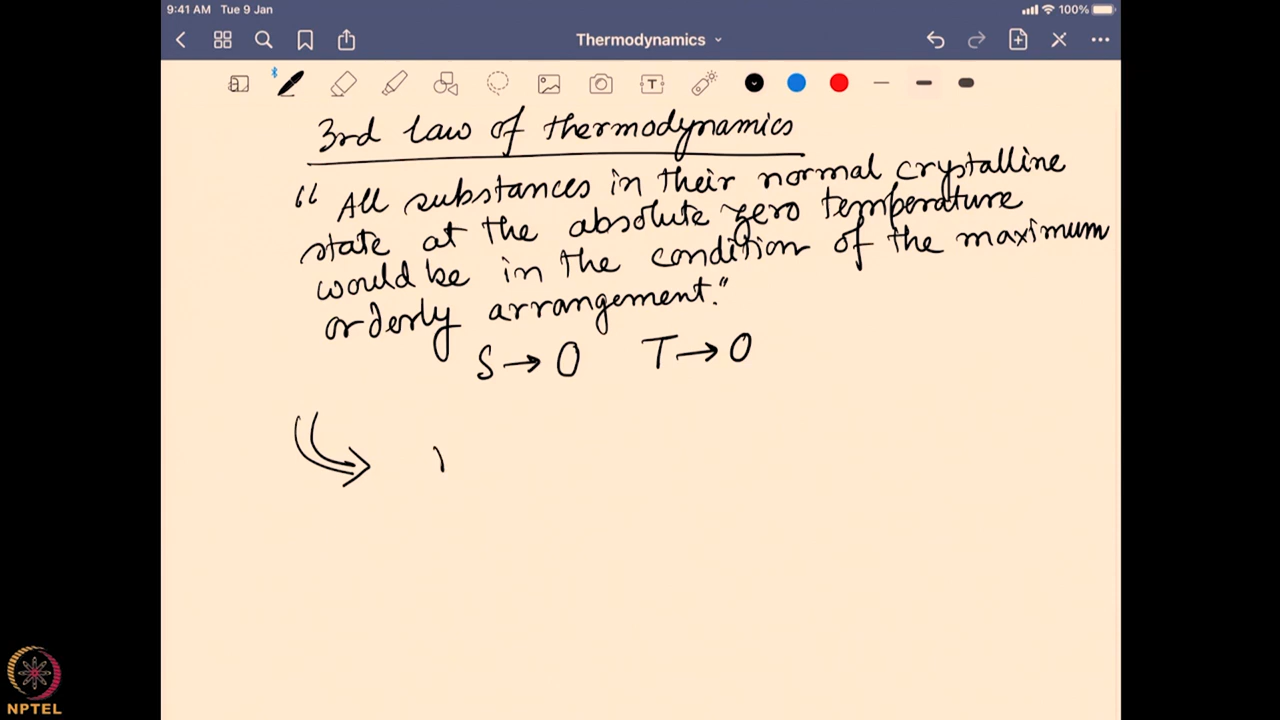 9:41 AM Tue 9 Jan
100%
Thermodynamics
T
3rd law of thermodynamics
“ All substances in their normal crystalline
state at the absolute zero temperature
would be in the condition of the maximum
orderly arrangement.”
S → 0 T → 0
NPTEL